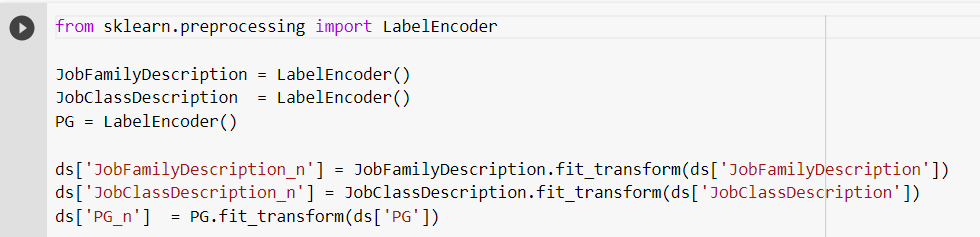 from sklearn.preprocessing import LabelEncoder
JobFamilyDescription = LabelEncoder()
JobClassDescription  = LabelEncoder()
PG = LabelEncoder()
ds['JobFamilyDescription_n'] = JobFamilyDescription.fit_transform(ds['JobFamilyDescription'])
ds['JobClassDescription_n'] = JobClassDescription.fit_transform(ds['JobClassDescription'])
ds['PG_n']  = PG.fit_transform(ds['PG'])